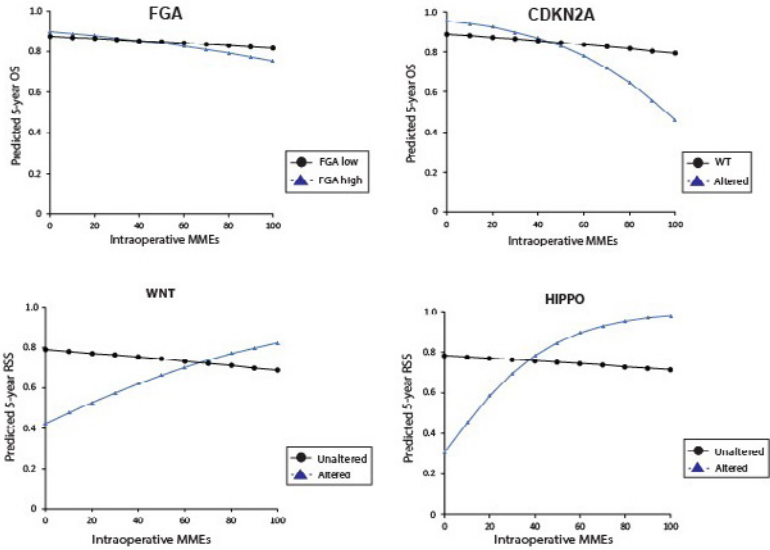 FGA
1.0
0.8
0.6
0.4
0.2
0
Predicted 5-year OS
0 20 40 60 80 100
Intraoperative MMEs
FGA low
FGA high
CDKN2A
1.0
0.8
0.6
0.4
0.2
0
Predicted 5-year OS
0 20 40 60 80 100
Intraoperative MMEs
WT
Altered
WNT
1.0
0.8
0.6
0.4
0.2
0
Predicted 5-year RSS
0 20 40 60 80 100
Intraoperative MMEs
Unaltered
Altered
HIPPO
1.0
0.8
0.6
0.4
0.2
0
Predicted 5-year RSS
0 20 40 60 80 100
Intraoperative MMEs
Unaltered
Altered